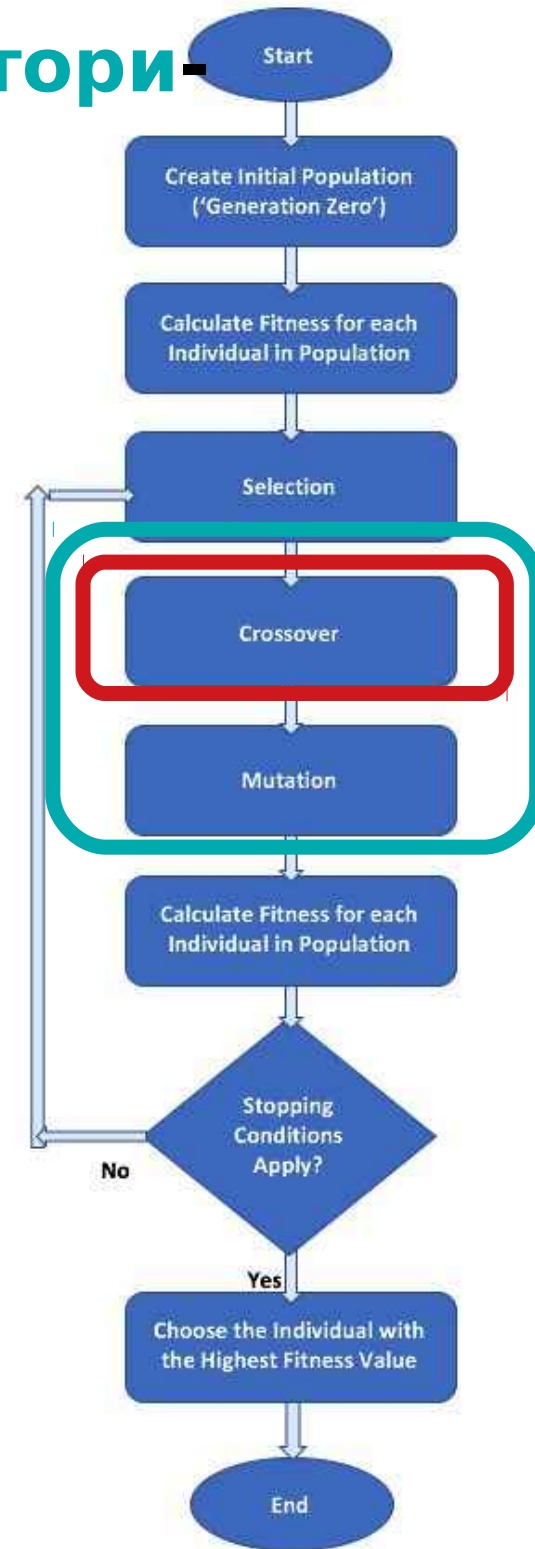 тори-
Start
Create Initial Population
('Generation Zero')
Calculate Fitness for each
Individual in Population
Selection
Crossover
Mutation
Calculate Fitness for each
Individual in Population
Stopping
Conditions
Apply?
No
Yes
Choose the Individual with
the Highest Fitness Value
End